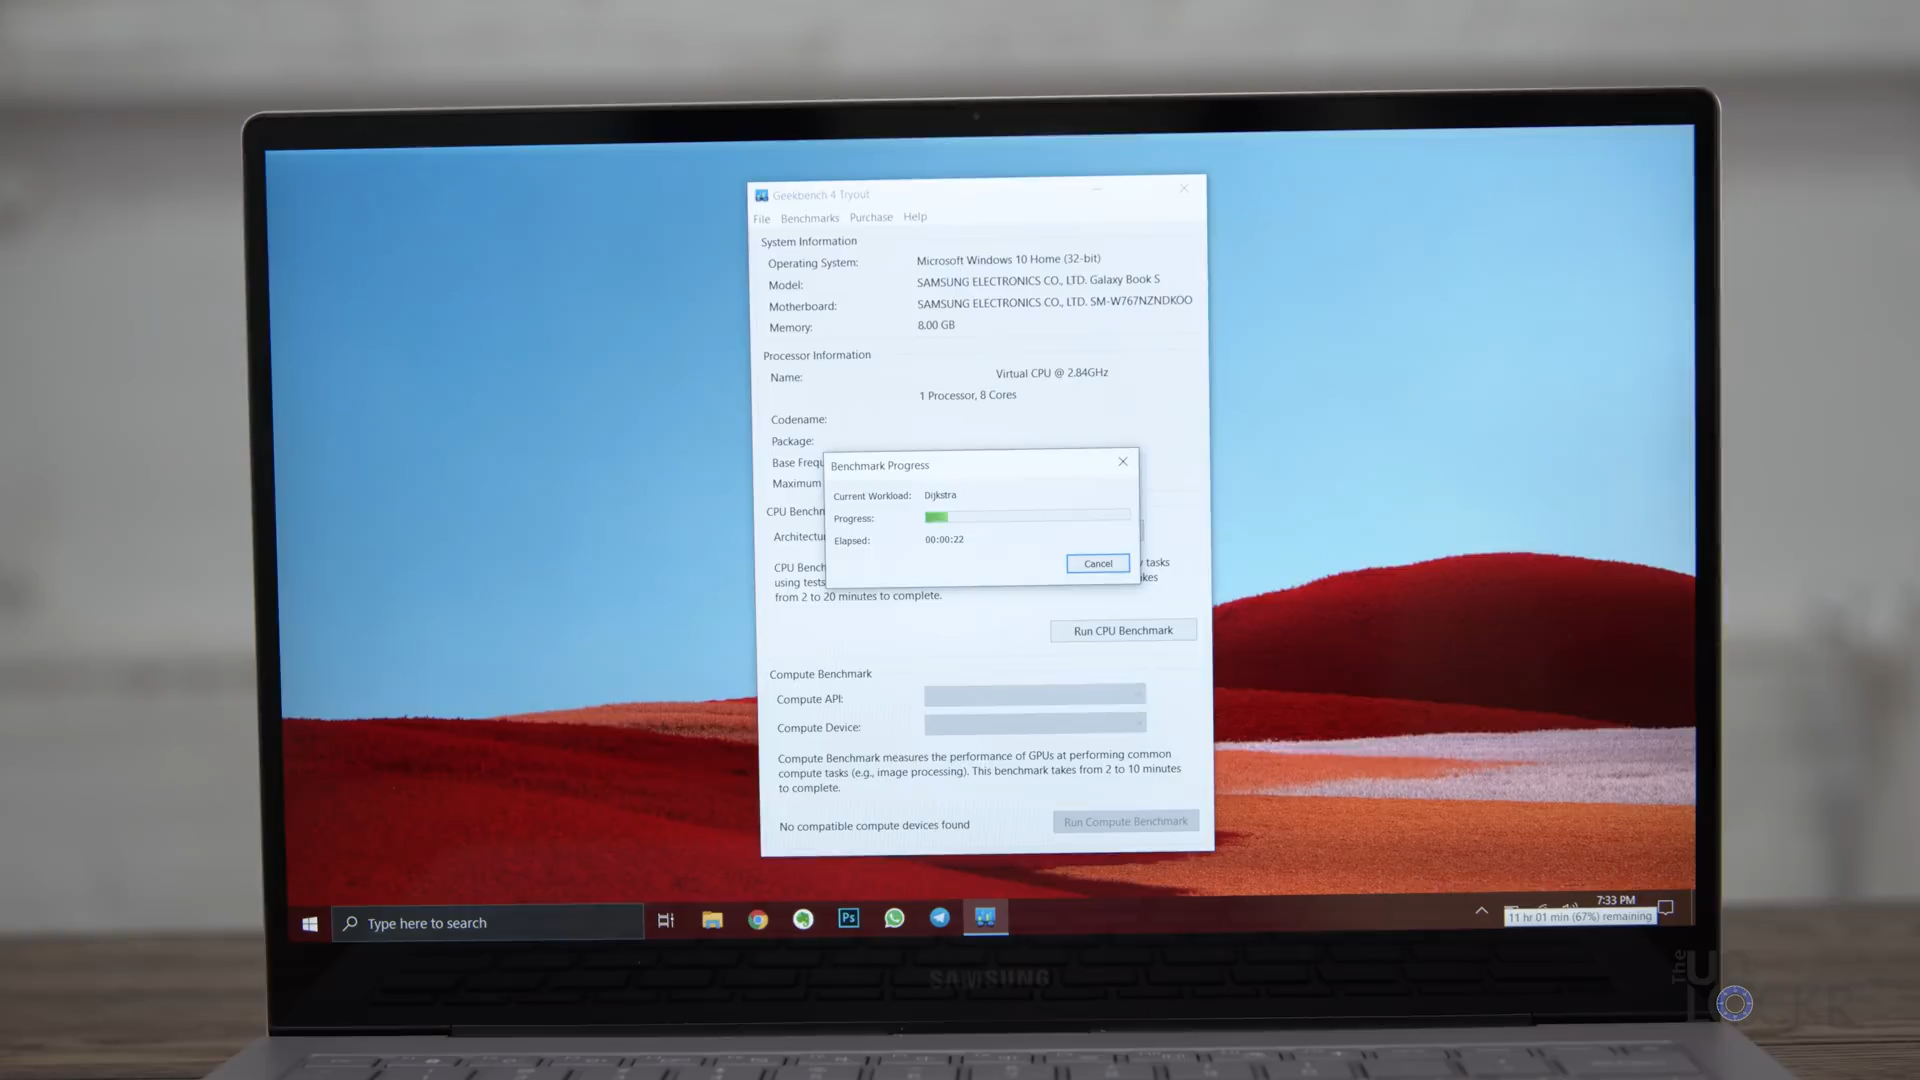 Geekbench 4 Tryout
File Benchmarks Purchase Help
System Information
Operating System: Microsoft Windows 10 Home (32-bit)
Model: SAMSUNG ELECTRONICS CO., LTD. Galaxy Book S
Motherboard: SAMSUNG ELECTRONICS CO., LTD. SM-W767NZNDKOO
Memory: 8.00 GB
Processor Information
Name: Virtual CPU @ 2.84GHz
1 Processor, 8 Cores
Codename:
Package:
Base Frequ
Maximum
CPU Benchn
Architectu
CPU Bench
using tests
from 2 to 20 minutes to complete.
tasks
Benchmark Progress
Current Workload: Dijkstra
Progress:
Elapsed: 00:00:22
Cancel
Run CPU Benchmark
Compute Benchmark
Compute API:
Compute Device:
Compute Benchmark measures the performance of GPUs at performing common
compute tasks (e.g., image processing). This benchmark takes from 2 to 10 minutes
to complete.
No compatible compute devices found
Run Compute Benchmark
Type here to search
Ps
7:33 PM
11 hr 01 min (67%) remaining
SAMSUNG
The